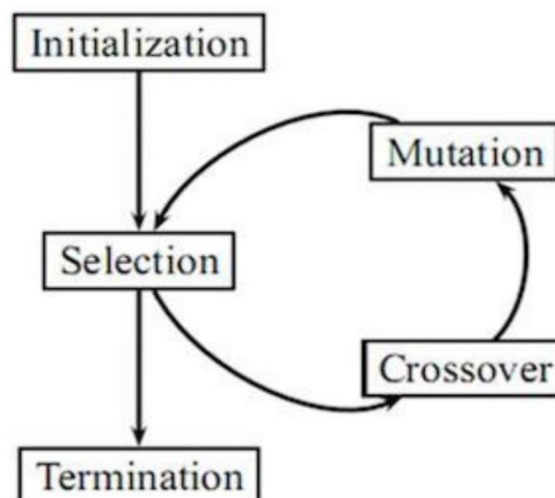 Initialization
Mutation
Selection
Crossover
Termination